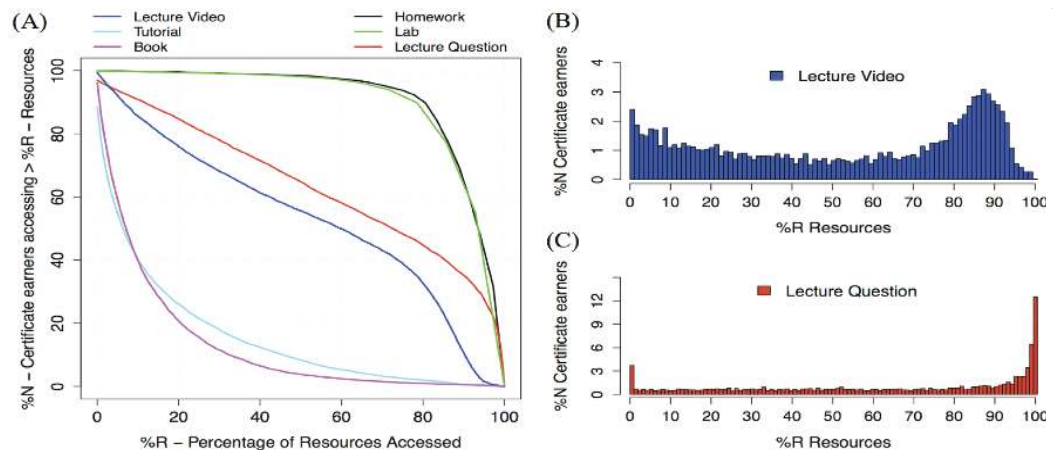 (A)
Lecture Video
Tutorial
Book
Homework
Lab
Lecture Question
%N – Certificate earners accessing > %R – Resources
100
80
60
40
20
0
0 20 40 60 80 100
%R – Percentage of Resources Accessed
(B)
Lecture Video
%N Certificate earners
4
3
2
1
0
0 10 20 30 40 50 60 70 80 90 100
%R Resources
(C)
Lecture Question
%N Certificate earners
12
9
6
3
0
0 10 20 30 40 50 60 70 80 90 100
%R Resources